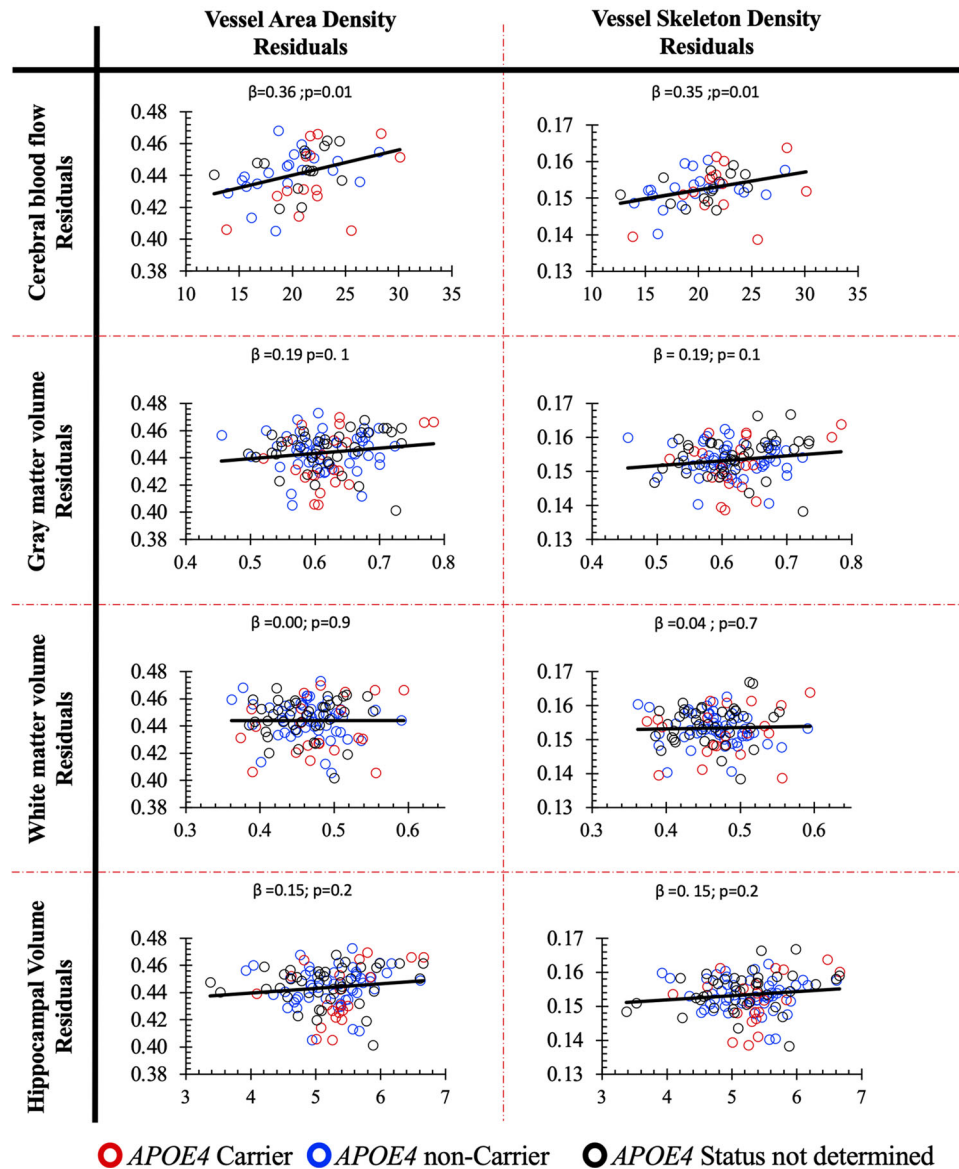 Vessel Area Density
Residuals
Vessel Skeleton Density
Residuals
Cerebral blood flow
Residuals
β=0.36 ;p=0.01
0.48
0.46
0.44
0.42
0.40
0.38
10 15 20 25 30 35
β=0.35 ;p=0.01
0.17
0.16
0.15
0.14
0.13
10 15 20 25 30 35
Gray matter volume
Residuals
β=0.19 p=0. 1
0.48
0.46
0.44
0.42
0.40
0.38
0.4 0.5 0.6 0.7 0.8
β = 0.19; p= 0.1
0.17
0.16
0.15
0.14
0.13
0.4 0.5 0.6 0.7 0.8
White matter volume
Residuals
β=0.00; p=0.9
0.48
0.46
0.44
0.42
0.40
0.38
0.3 0.4 0.5 0.6
β=0.04 ; p=0.7
0.17
0.16
0.15
0.14
0.13
0.3 0.4 0.5 0.6
Hippocampal Volume
Residuals
β =0.15; p=0.2
0.48
0.46
0.44
0.42
0.40
0.38
3 4 5 6 7
β=0. 15; p=0.2
0.17
0.16
0.15
0.14
0.13
3 4 5 6 7
APOE4 Carrier APOE4 non-Carrier APOE4 Status not determined